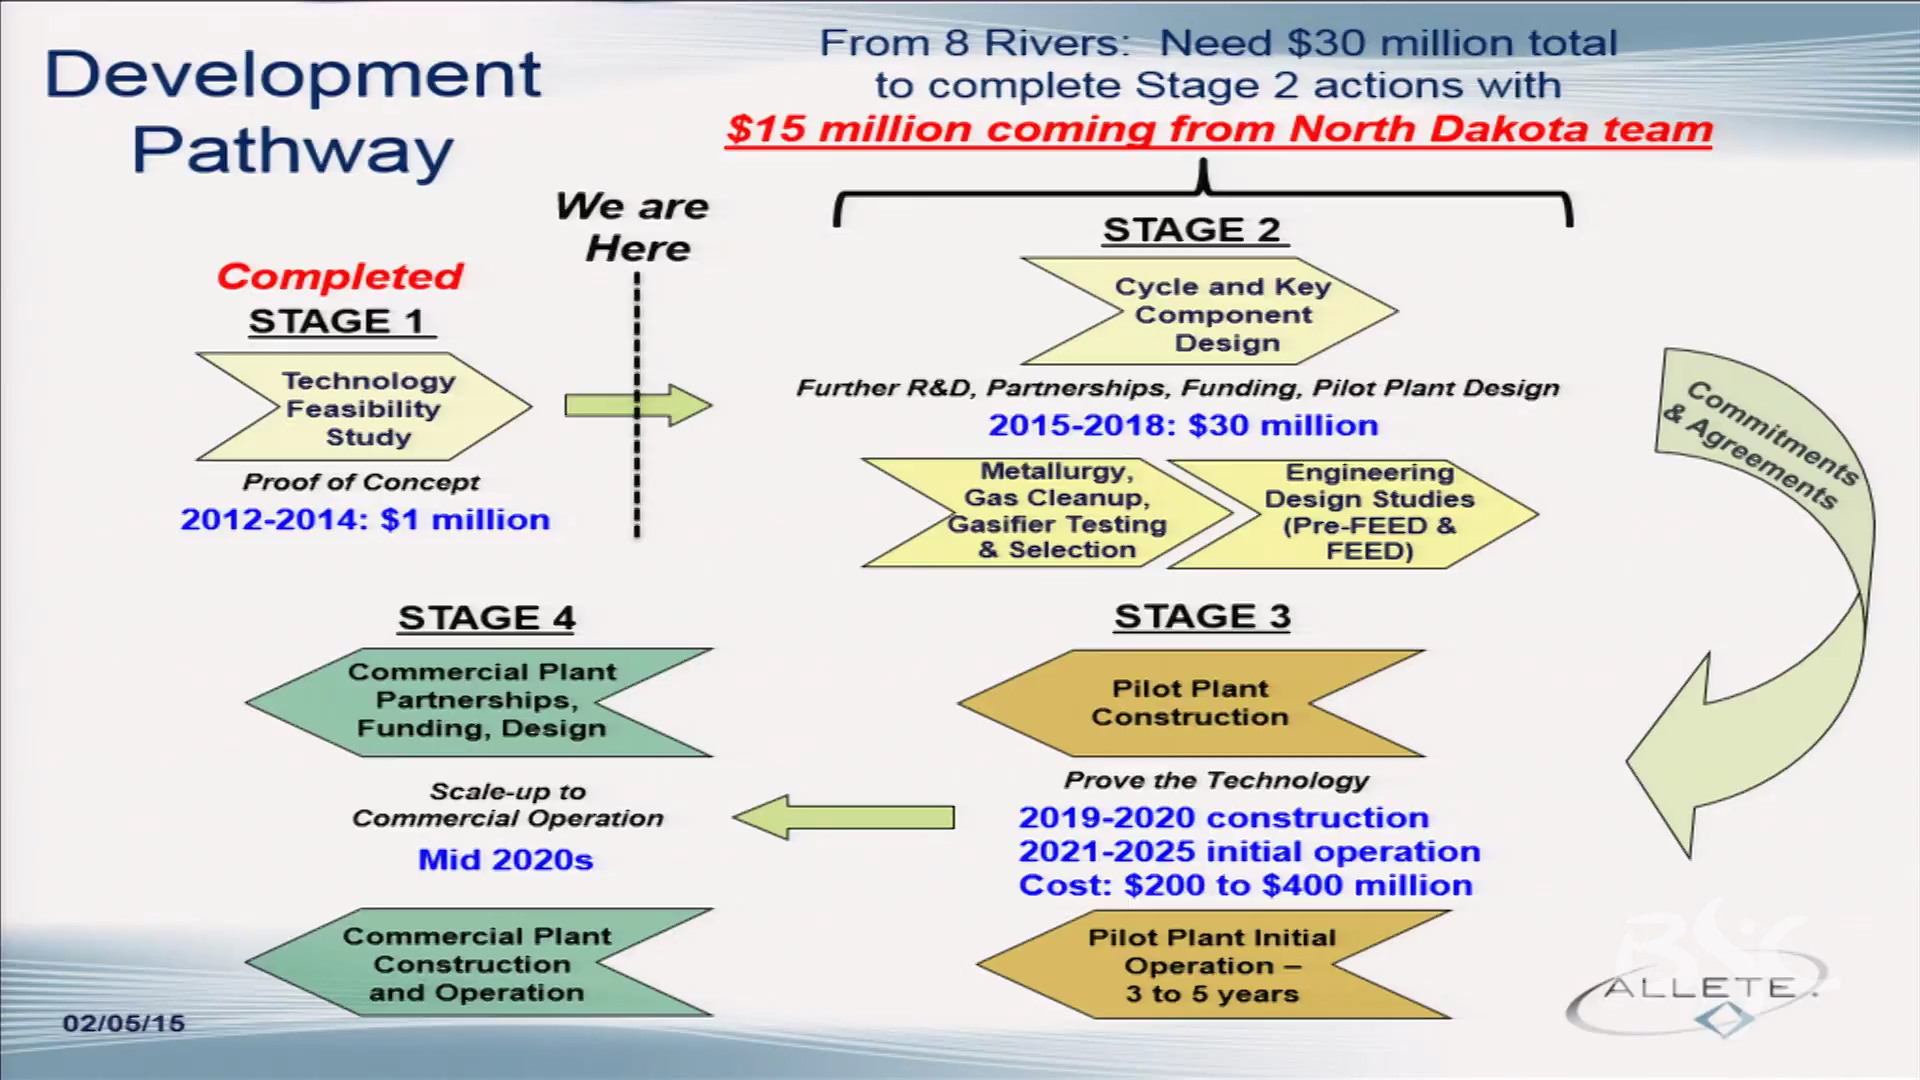 Development
Pathway
From 8 Rivers: Need $30 million total
to complete Stage 2 actions with
$15 million coming from North Dakota team
We are
Here
Completed
STAGE 1
Technology
Feasibility
Study
Proof of Concept
2012-2014: $1 million
STAGE 2
Cycle and Key
Component
Design
Further R&D, Partnerships, Funding, Pilot Plant Design
2015-2018: $30 million
Metallurgy,
Gas Cleanup,
Gasifier Testing
& Selection
Engineering
Design Studies
(Pre-FEED &
FEED)
Commitments
& Agreements
STAGE 3
Pilot Plant
Construction
Prove the Technology
2019-2020 construction
2021-2025 initial operation
Cost: $200 to $400 million
Pilot Plant Initial
Operation –
3 to 5 years
STAGE 4
Commercial Plant
Partnerships,
Funding, Design
Scale-up to
Commercial Operation
Mid 2020s
Commercial Plant
Construction
and Operation
02/05/15
ALLETE